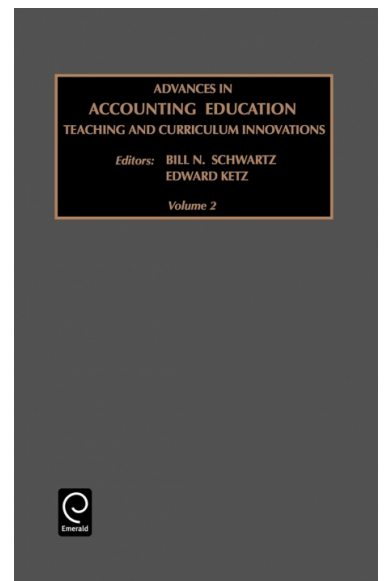 ADVANCES IN
ACCOUNTING EDUCATION
TEACHING AND CURRICULUM INNOVATIONS
Editors: BILL N. SCHWARTZ
EDWARD KETZ
Volume 2
Emerald